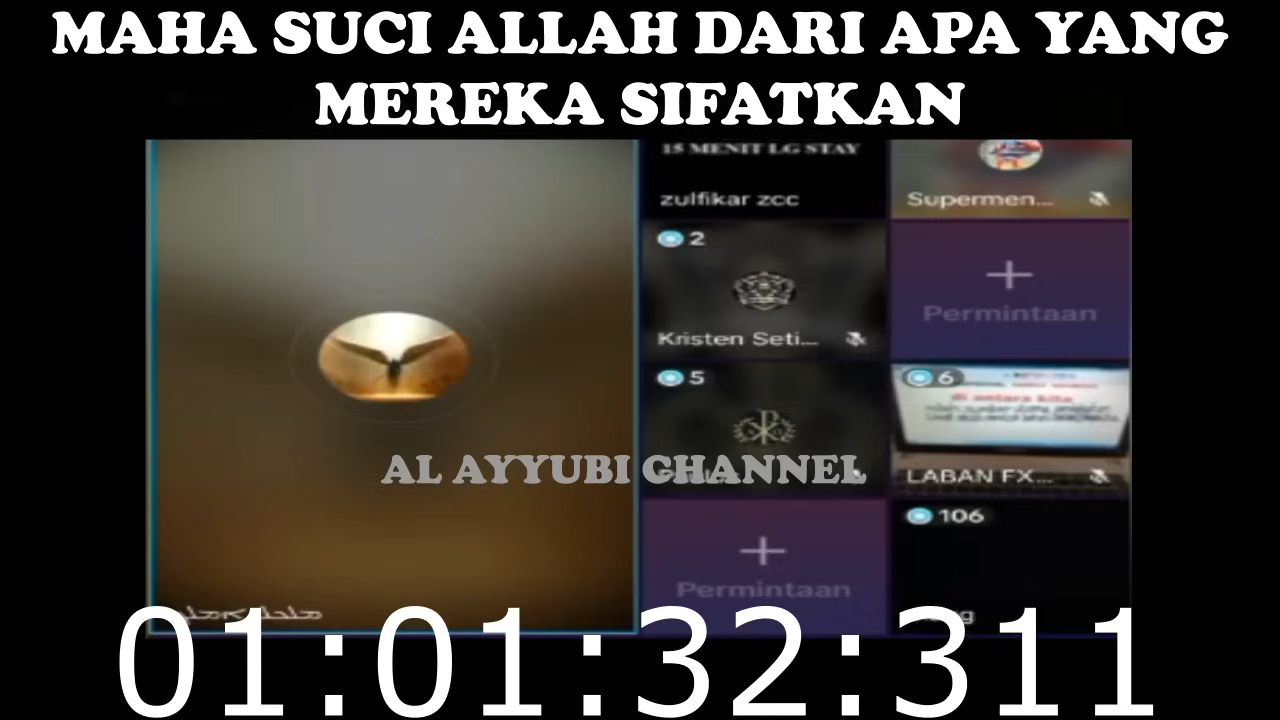 MAHA SUCI ALLAH DARI APA YANG
MEREKA SIFATKAN
15 MENIT LG STAY
zulfikar zcc
Supermen...
2
Kristen Seti...
Permintaan
5
6
di antara kita
LABAN FX...
AL AYYUBI CHANNEL
106
Permintaan
01:01:32:311